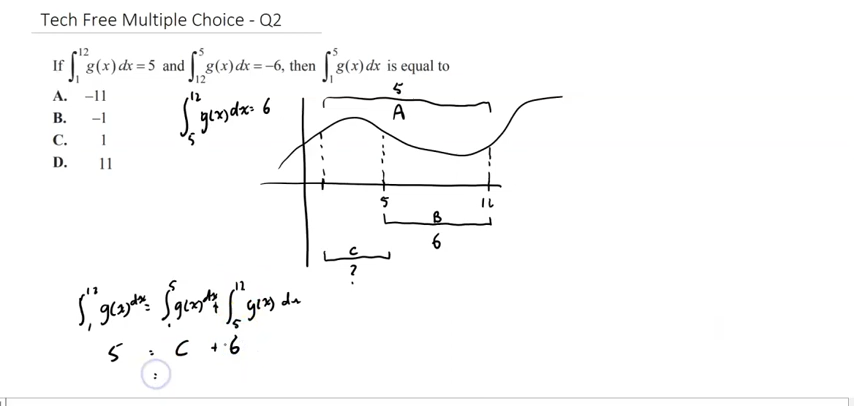 Tech Free Multiple Choice - Q2
If ∫₁¹² g(x) dx = 5 and ∫₁₂⁵ g(x) dx = −6, then ∫₁⁵ g(x) dx is equal to
A. −11
B. −1
C. 1
D. 11
∫₅¹² g(x) dx = 6
5
A
5 12
B
6
C
?
∫₁¹² g(x) dx = ∫₁⁵ g(x) dx + ∫₅¹² g(x) dx
5 = C + 6
=